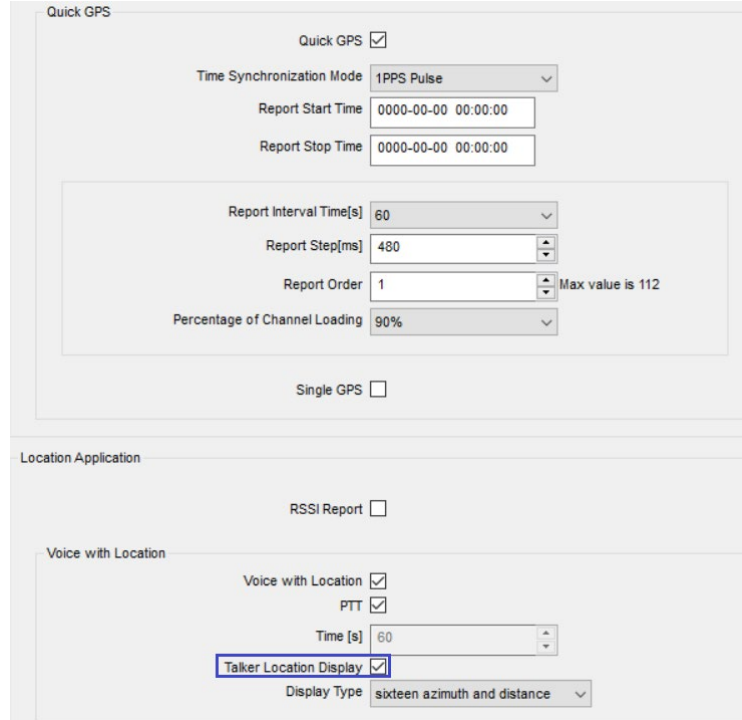 Quick GPS
Quick GPS
Time Synchronization Mode 1PPS Pulse
Report Start Time 0000-00-00 00:00:00
Report Stop Time 0000-00-00 00:00:00
Report Interval Time[s] 60
Report Step[ms] 480
Report Order 1 Max value is 112
Percentage of Channel Loading 90%
Single GPS
Location Application
RSSI Report
Voice with Location
Voice with Location
PTT
Time [s] 60
Talker Location Display
Display Type sixteen azimuth and distance